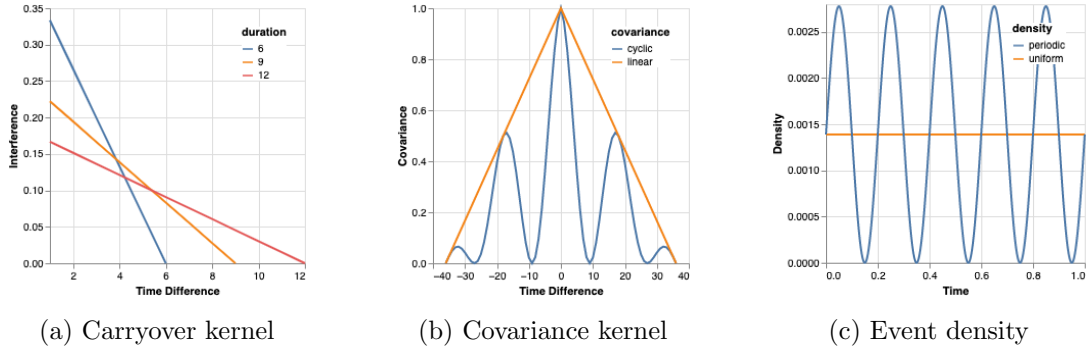 0.35
0.30
0.25
0.20
0.15
0.10
0.05
0.00
Interference
2 4 6 8 10 12
Time Difference
duration
6
9
12
(a) Carryover kernel
1.0
0.8
0.6
0.4
0.2
0.0
Covariance
−40 −30 −20 −10 0 10 20 30 40
Time Difference
covariance
cyclic
linear
(b) Covariance kernel
0.0025
0.0020
0.0015
0.0010
0.0005
0.0000
Density
0.0 0.2 0.4 0.6 0.8 1.0
Time
density
periodic
uniform
(c) Event density